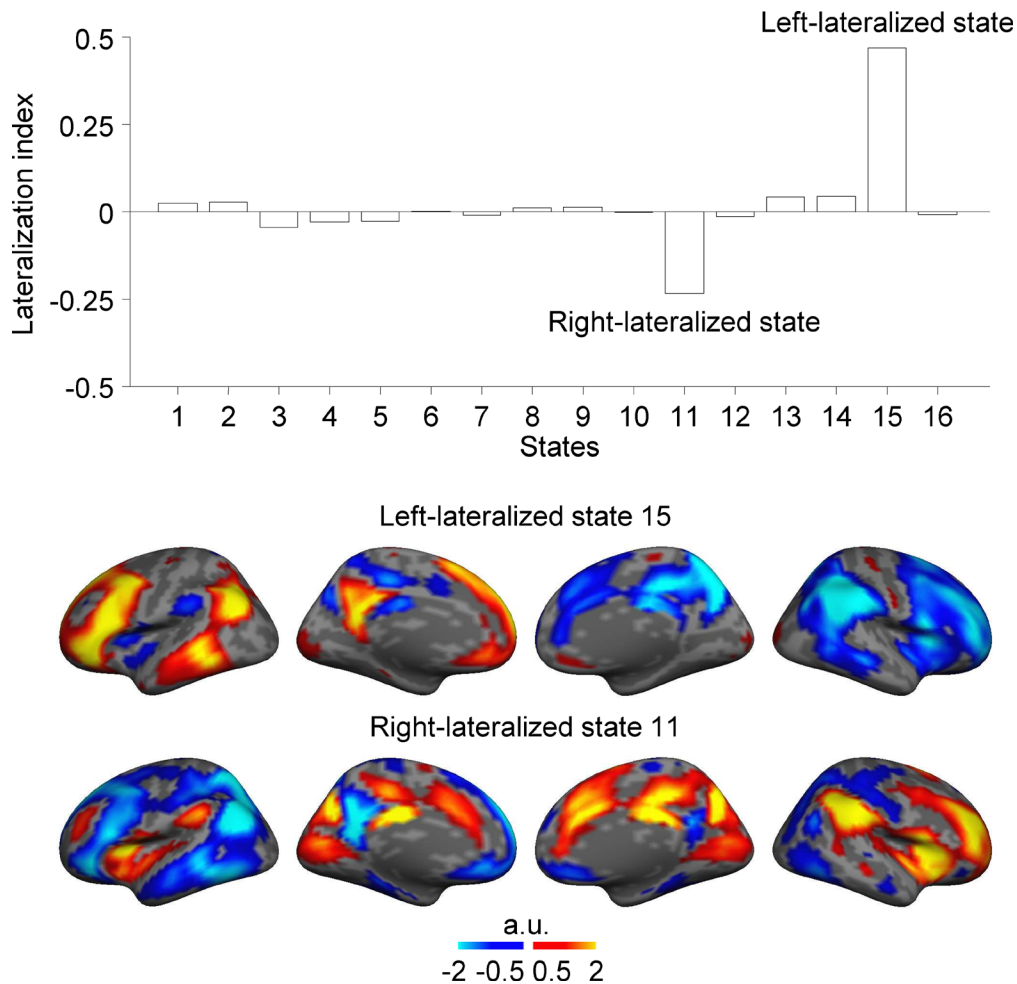 Left-lateralized state
0.5
0.25
0
-0.25
-0.5
Lateralization index
Right-lateralized state
1 2 3 4 5 6 7 8 9 10 11 12 13 14 15 16
States
Left-lateralized state 15
Right-lateralized state 11
a.u.
-2 -0.5 0.5 2